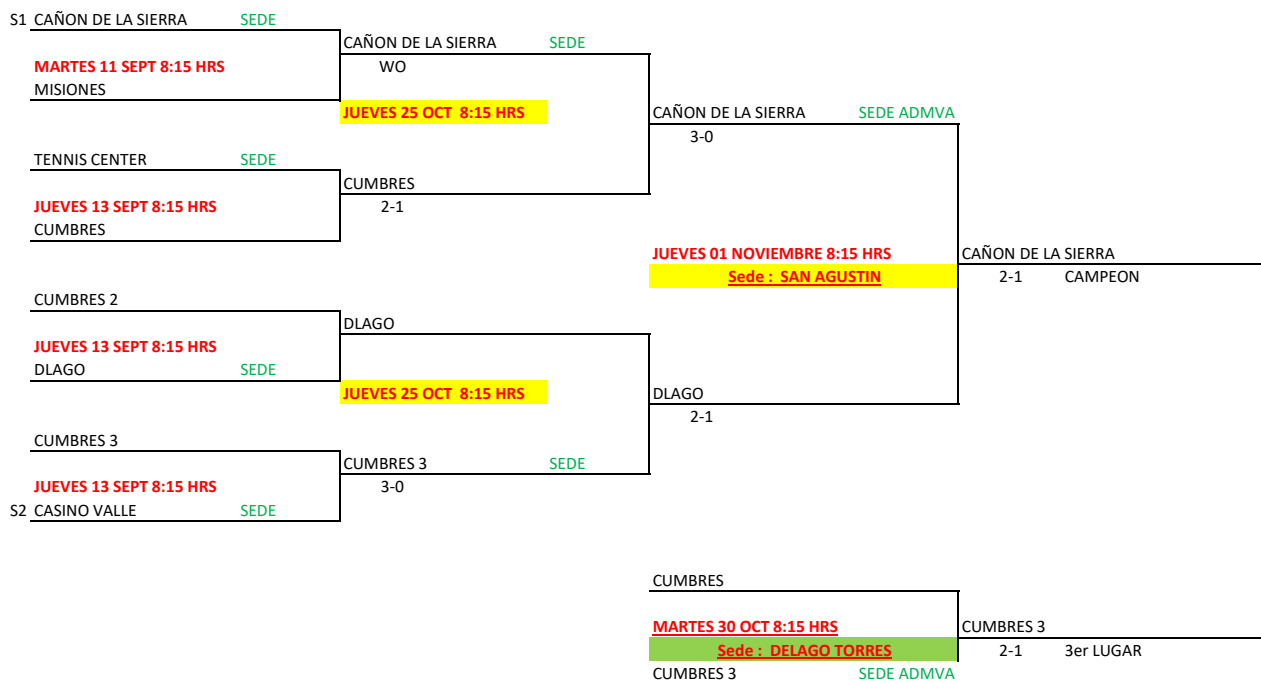 S1 CAÑON DE LA SIERRA SEDE
CAÑON DE LA SIERRA SEDE
MARTES 11 SEPT 8:15 HRS
WO
MISIONES
JUEVES 25 OCT 8:15 HRS
CAÑON DE LA SIERRA SEDE ADMVA
3-0
TENNIS CENTER SEDE
CUMBRES
JUEVES 13 SEPT 8:15 HRS
2-1
CUMBRES
JUEVES 01 NOVIEMBRE 8:15 HRS
CAÑON DE LA SIERRA
Sede : SAN AGUSTIN
2-1 CAMPEON
CUMBRES 2
DLAGO
JUEVES 13 SEPT 8:15 HRS
DLAGO SEDE
JUEVES 25 OCT 8:15 HRS
DLAGO
2-1
CUMBRES 3
CUMBRES 3 SEDE
JUEVES 13 SEPT 8:15 HRS
3-0
S2 CASINO VALLE SEDE
CUMBRES
MARTES 30 OCT 8:15 HRS
CUMBRES 3
Sede : DELAGO TORRES
2-1 3er LUGAR
CUMBRES 3 SEDE ADMVA